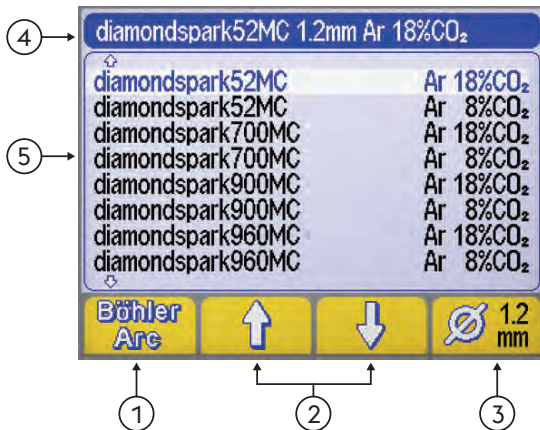 4
diamondspark52MC 1.2mm Ar 18%CO₂
5
diamondspark52MC Ar 18%CO₂
diamondspark52MC Ar 8%CO₂
diamondspark700MC Ar 18%CO₂
diamondspark700MC Ar 8%CO₂
diamondspark900MC Ar 18%CO₂
diamondspark900MC Ar 8%CO₂
diamondspark960MC Ar 18%CO₂
diamondspark960MC Ar 8%CO₂
Böhler
Arc
Ø 1.2
mm
1
2
3